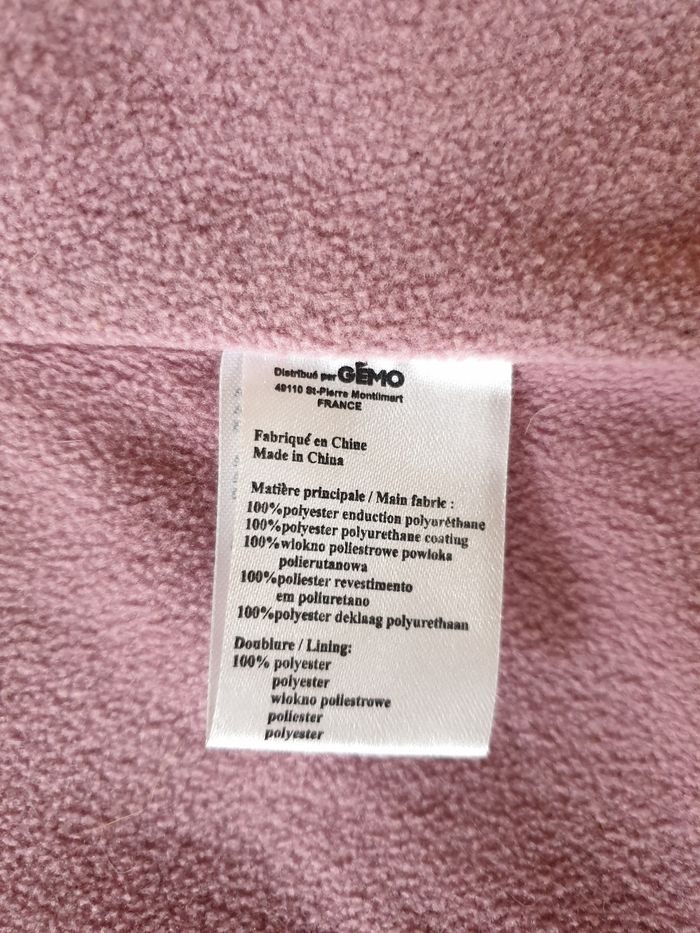 Distribué par GÉMO
49110 St-Pierre Montlimart
FRANCE
Fabriqué en Chine
Made in China
Matière principale / Main fabric :
100%polyester enduction polyuréthane
100%polyester polyurethane coating
100%wlokno poliestrowe powloka
polierutanowa
100%poliester revestimento
em poliuretano
100%polyester deklaag polyurethaan
Doublure / Lining:
100% polyester
polyester
wlokno poliestrowe
poliester
polyester